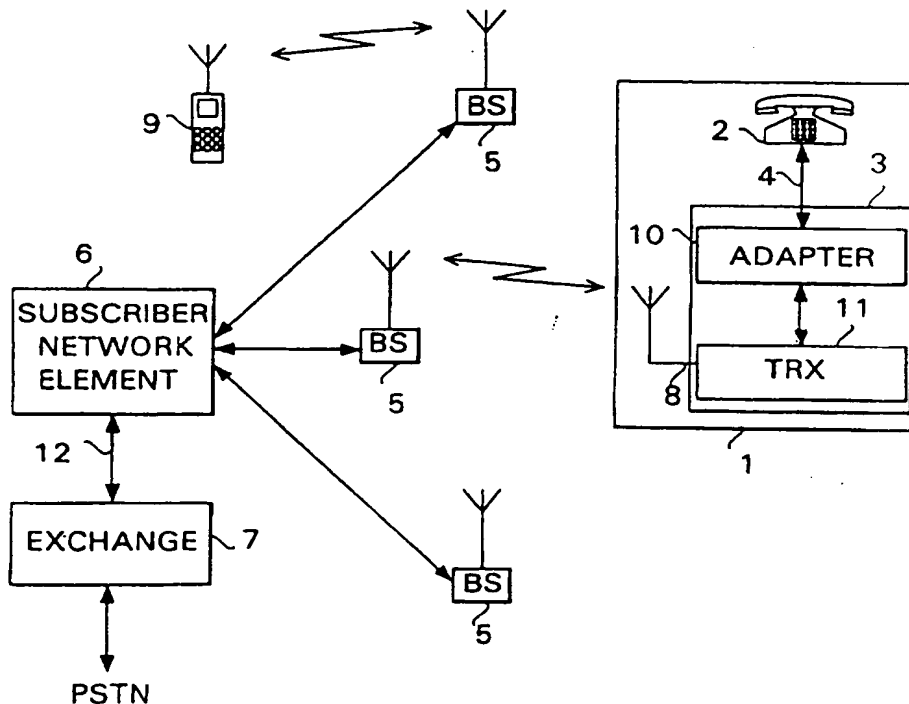 9
BS
5
2
4
3
10
ADAPTER
6
SUBSCRIBER
NETWORK
ELEMENT
BS
5
11
TRX
8
1
12
EXCHANGE
7
BS
5
PSTN